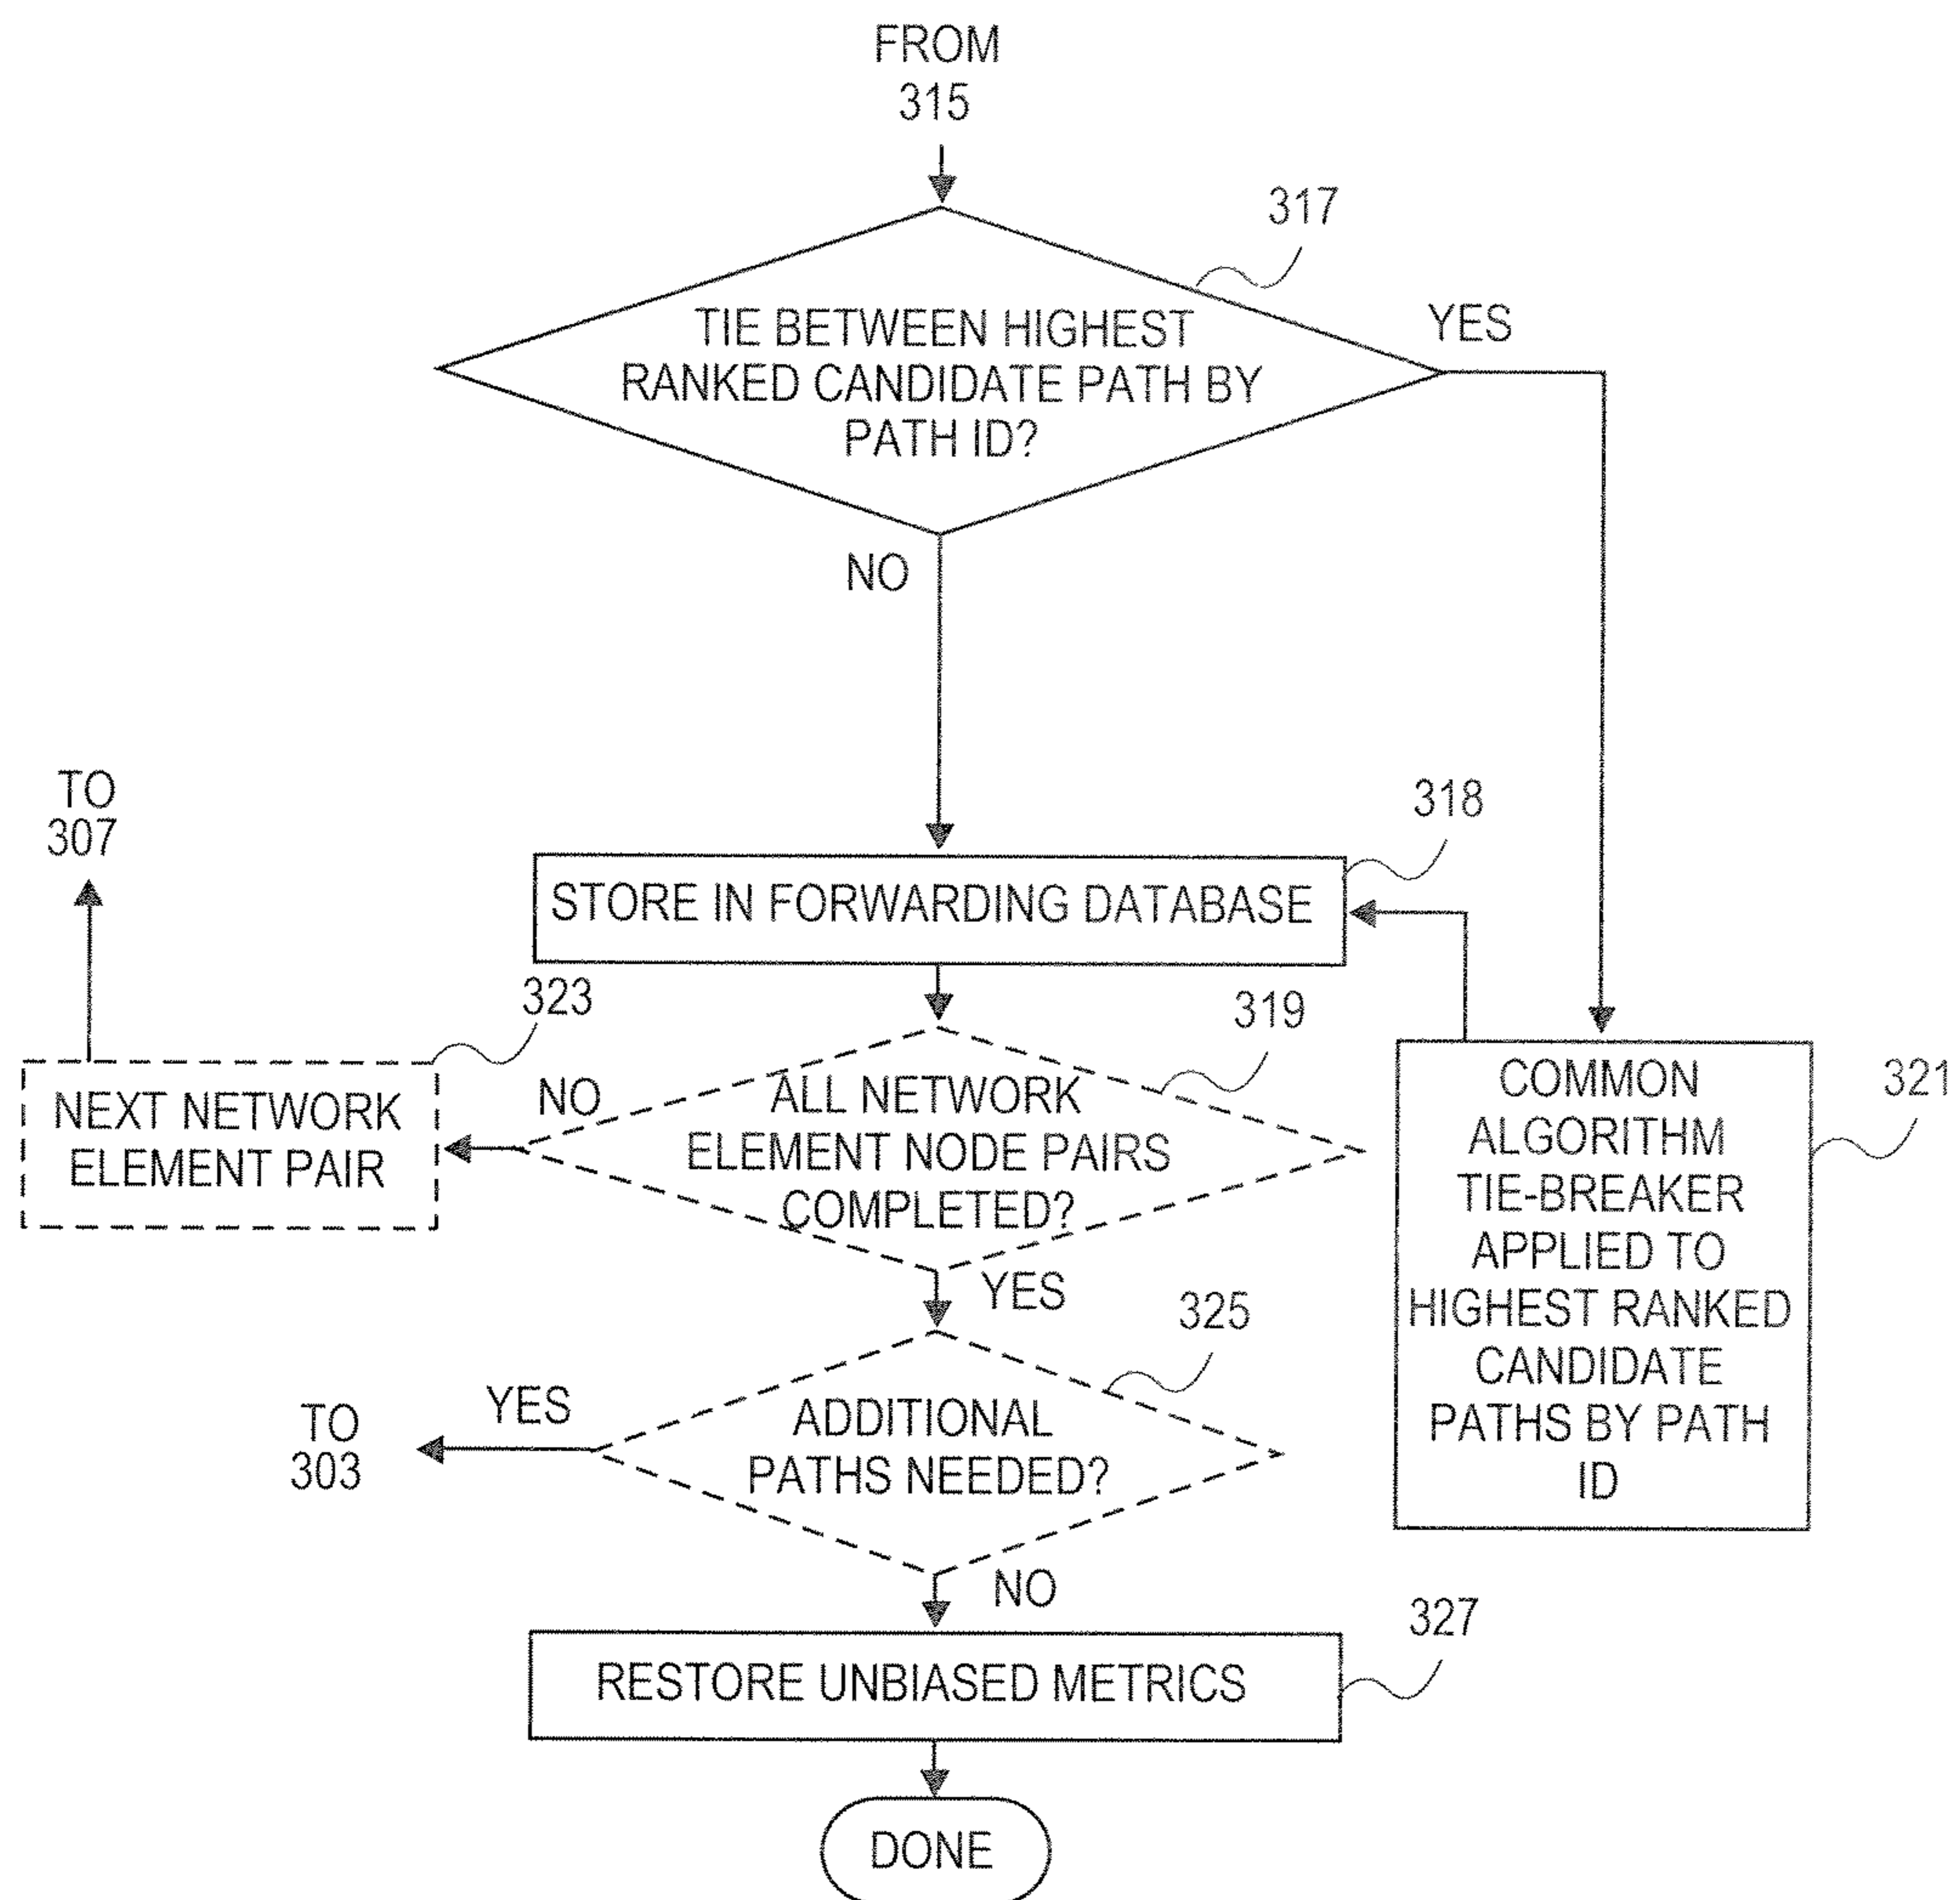 FROM
315
317
TIE BETWEEN HIGHEST
RANKED CANDIDATE PATH BY
PATH ID?
YES
NO
TO
307
318
STORE IN FORWARDING DATABASE
323
319
NEXT NETWORK
ELEMENT PAIR
NO
ALL NETWORK
ELEMENT NODE PAIRS
COMPLETED?
YES
COMMON
ALGORITHM
TIE-BREAKER
APPLIED TO
HIGHEST RANKED
CANDIDATE
PATHS BY PATH
ID
321
325
TO
303
YES
ADDITIONAL
PATHS NEEDED?
NO
327
RESTORE UNBIASED METRICS
DONE